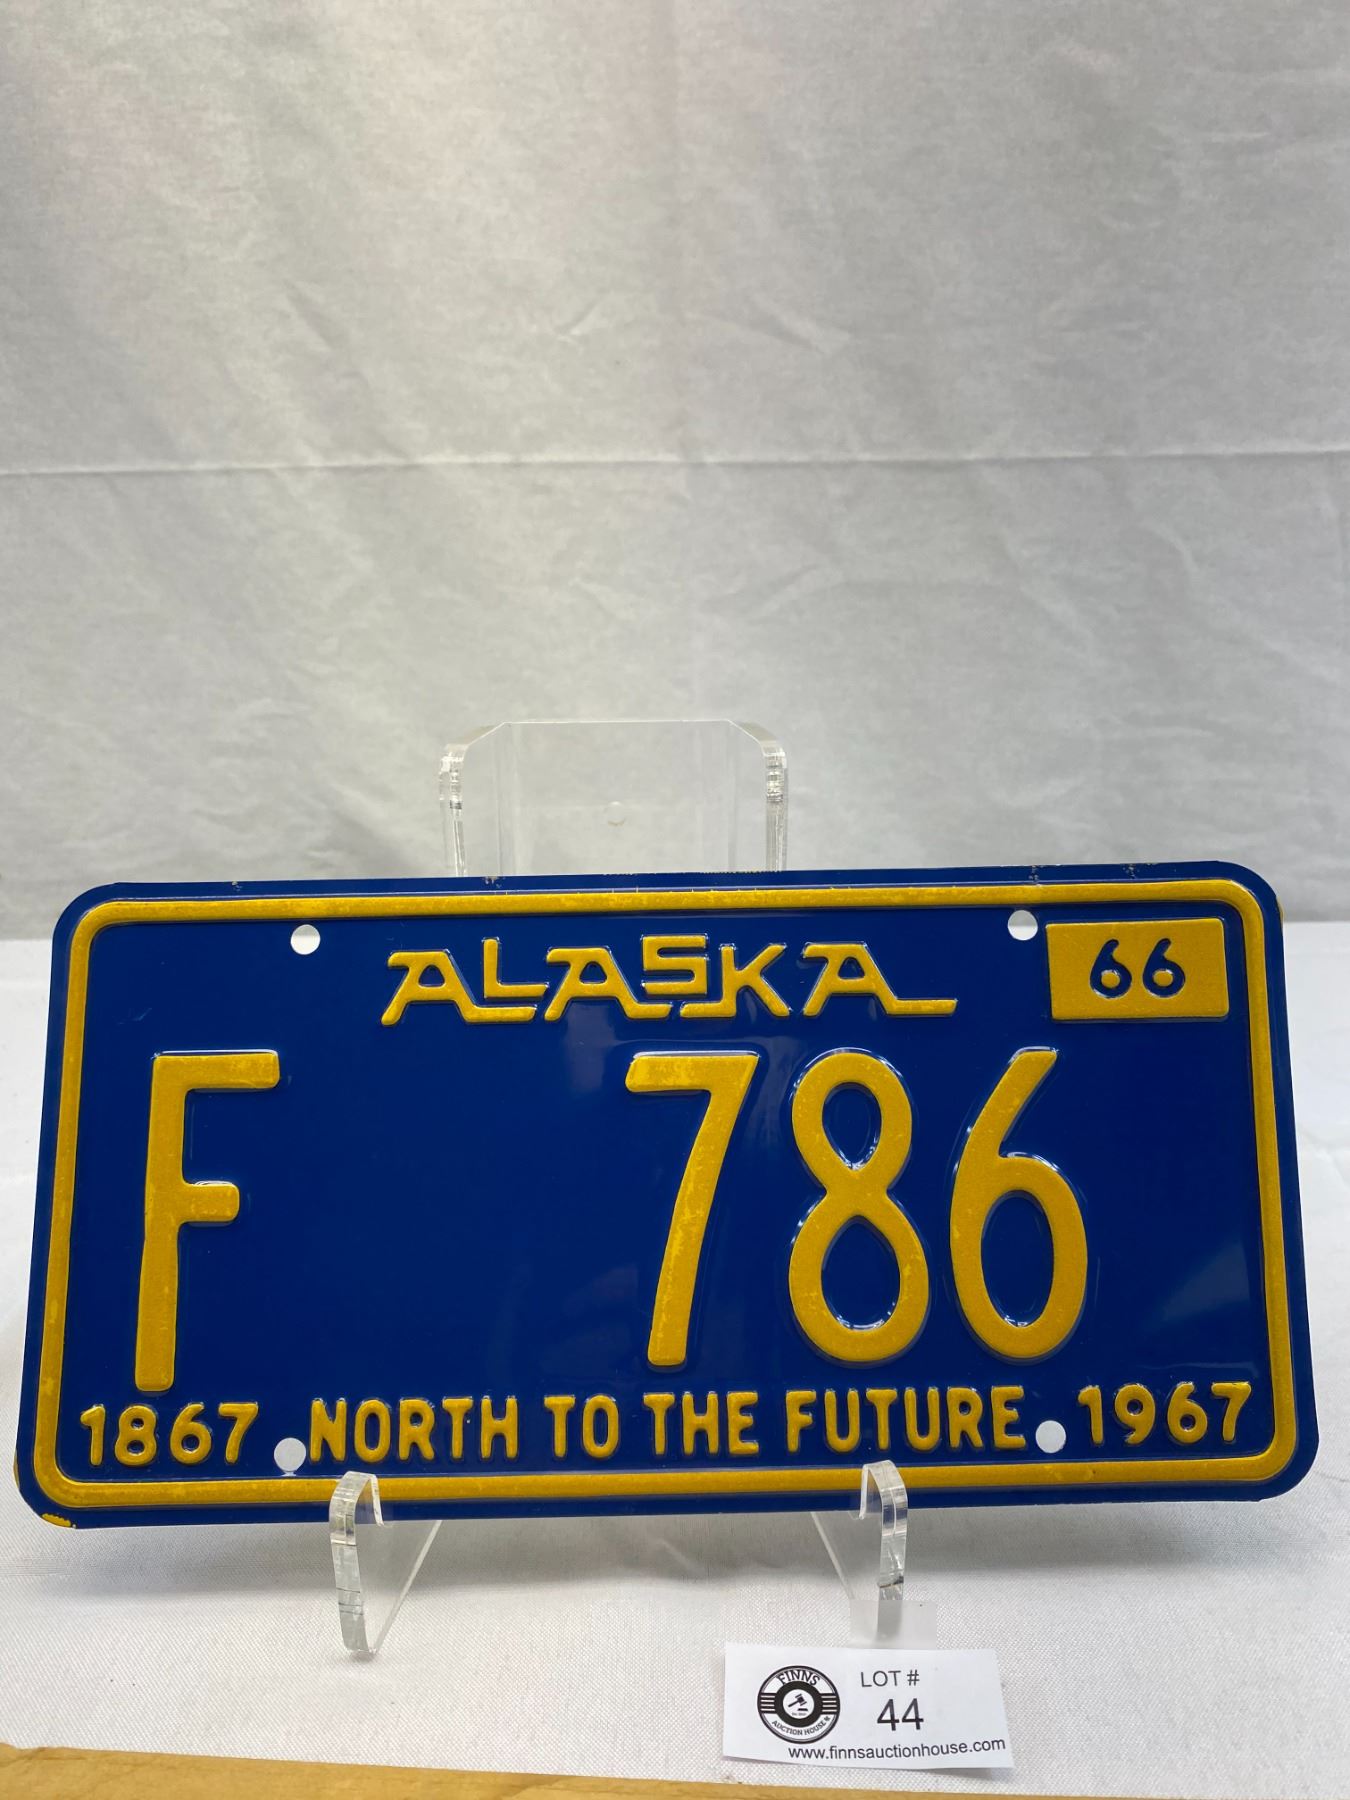 ALASKA 66
F 786
1867 NORTH TO THE FUTURE 1967
FINNS
AUCTION HOUSE
LOT #
44
www.finnsauctionhouse.com